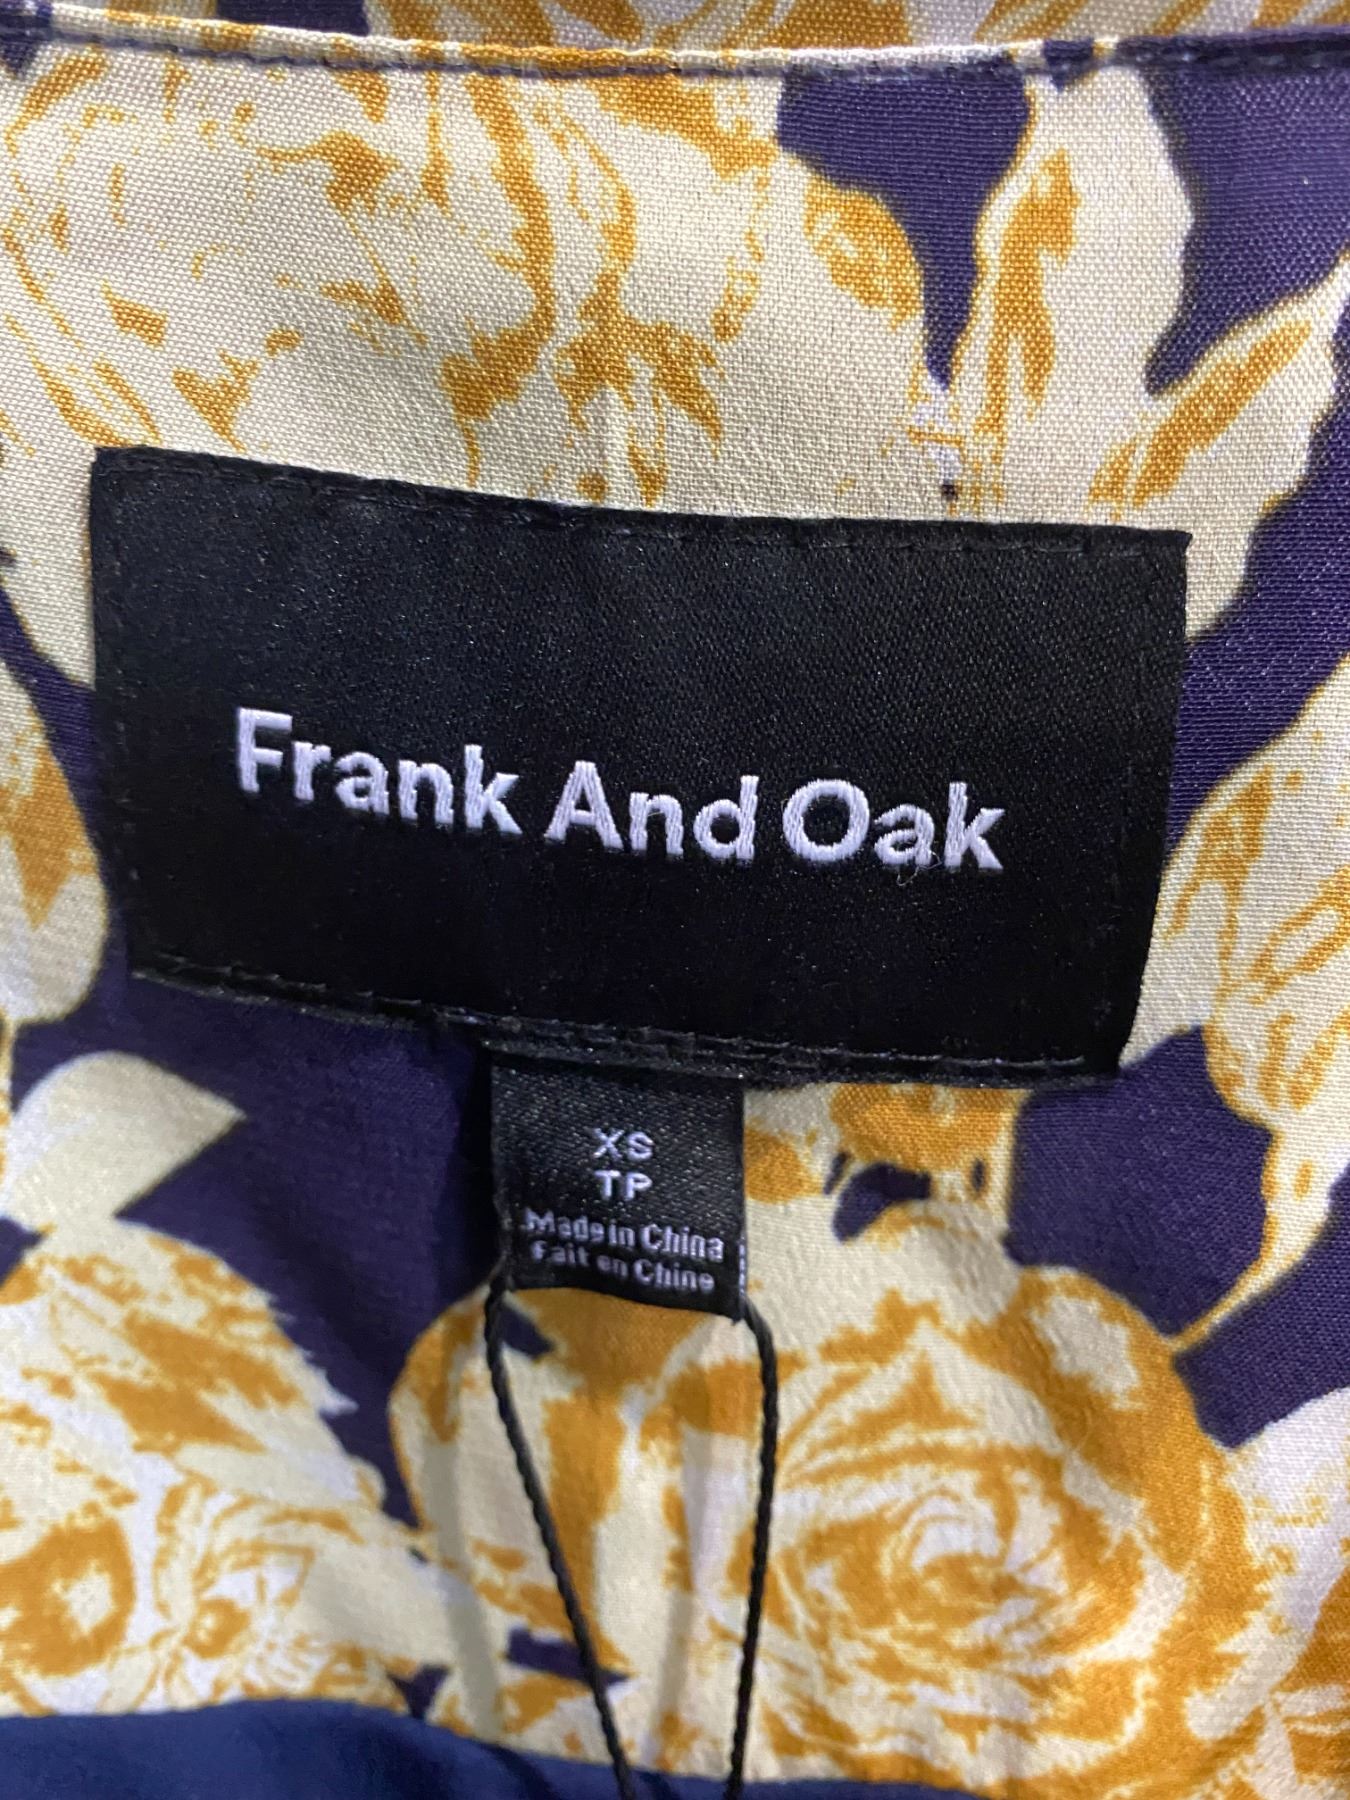 Frank And Oak
XS
TP
Made in China
Fait en Chine